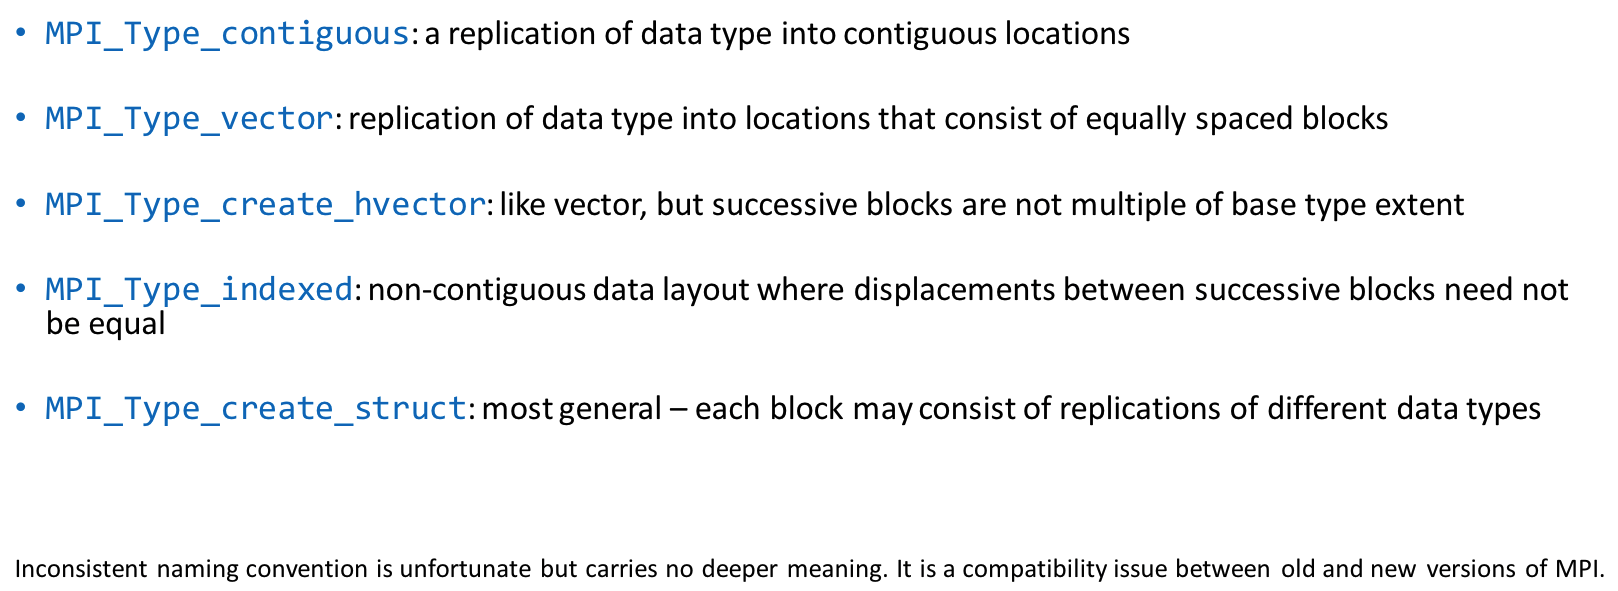 • MPI_Type_contiguous: a replication of data type into contiguous locations
• MPI_Type_vector: replication of data type into locations that consist of equally spaced blocks
• MPI_Type_create_hvector: like vector, but successive blocks are not multiple of base type extent
• MPI_Type_indexed: non-contiguous data layout where displacements between successive blocks need not
be equal
• MPI_Type_create_struct: most general – each block may consist of replications of different data types
Inconsistent naming convention is unfortunate but carries no deeper meaning. It is a compatibility issue between old and new versions of MPI.